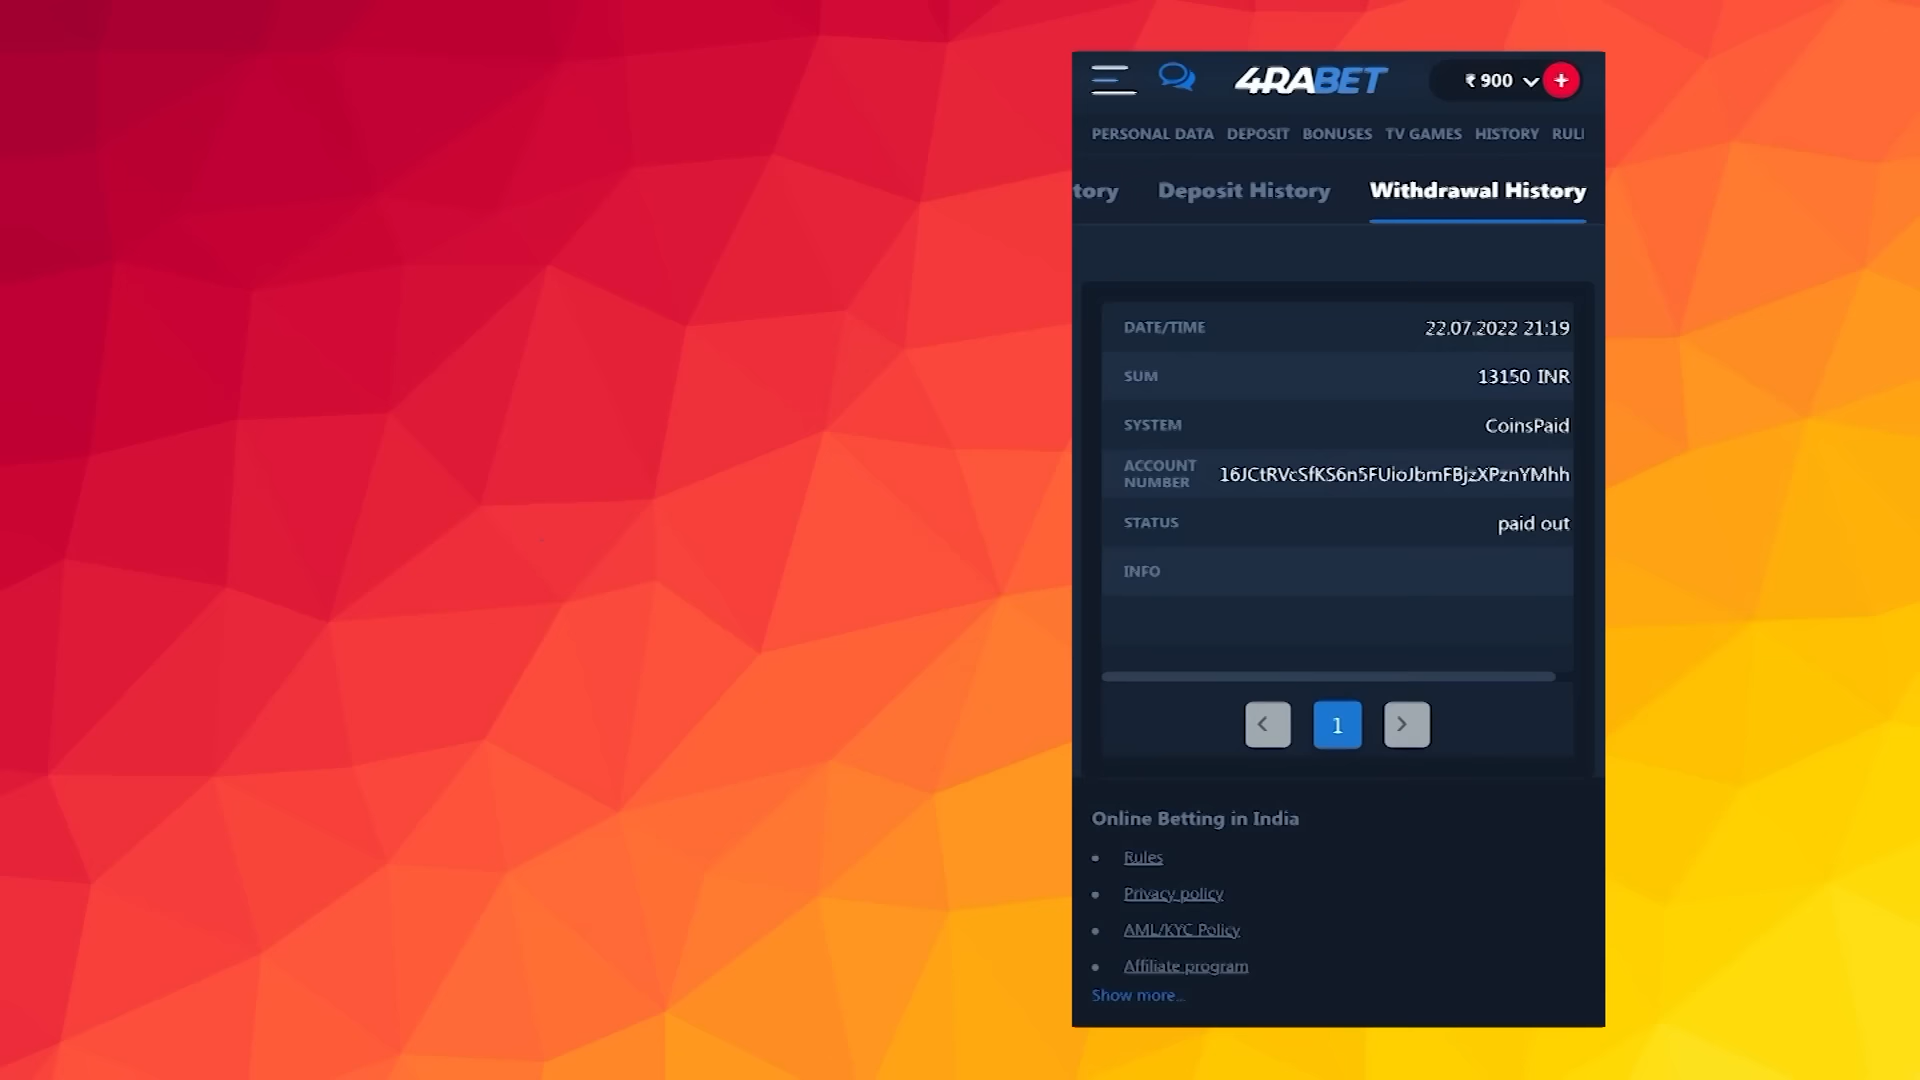 4RABET ₹ 900 +
PERSONAL DATA DEPOSIT BONUSES TV GAMES HISTORY RUL
tory Deposit History Withdrawal History
DATE/TIME 22.07.2022 21:19
SUM 13150 INR
SYSTEM CoinsPaid
ACCOUNT
NUMBER 16JCtRVcSfKS6n5FUioJbmFBjzXPznYMhh
STATUS paid out
INFO
< 1 >
Online Betting in India
Rules
Privacy policy
AML/KYC Policy
Affiliate program
Show more...